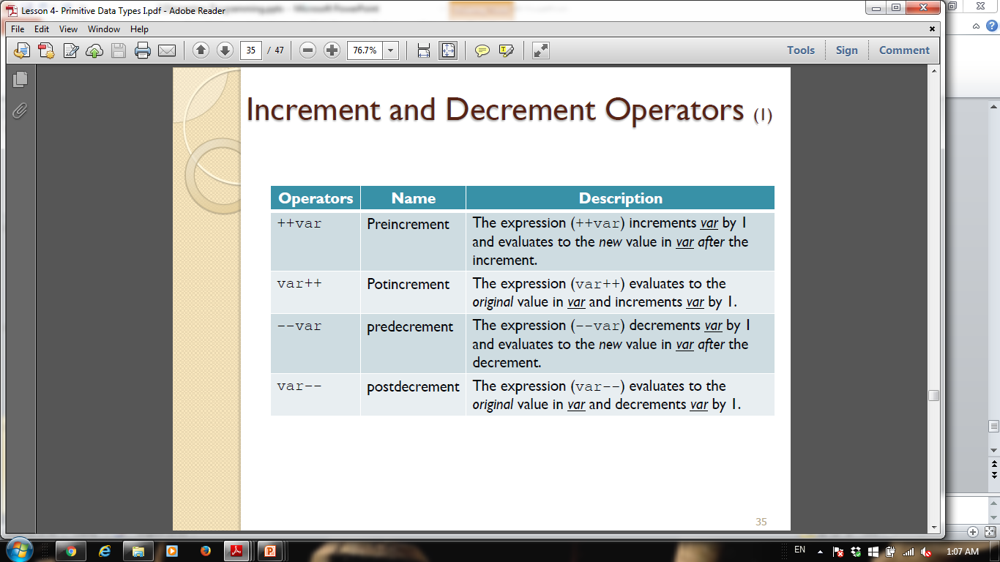 Lesson 4- Primitive Data Types I.pdf - Adobe Reader
File Edit View Window Help
35 / 47 76.7% Tools Sign Comment
Increment and Decrement Operators (1)
Operators Name Description
++var Preincrement The expression (++var) increments var by 1
and evaluates to the new value in var after the
increment.
var++ Potincrement The expression (var++) evaluates to the
original value in var and increments var by 1.
--var predecrement The expression (--var) decrements var by 1
and evaluates to the new value in var after the
decrement.
var-- postdecrement The expression (var--) evaluates to the
original value in var and decrements var by 1.
35
EN 1:07 AM